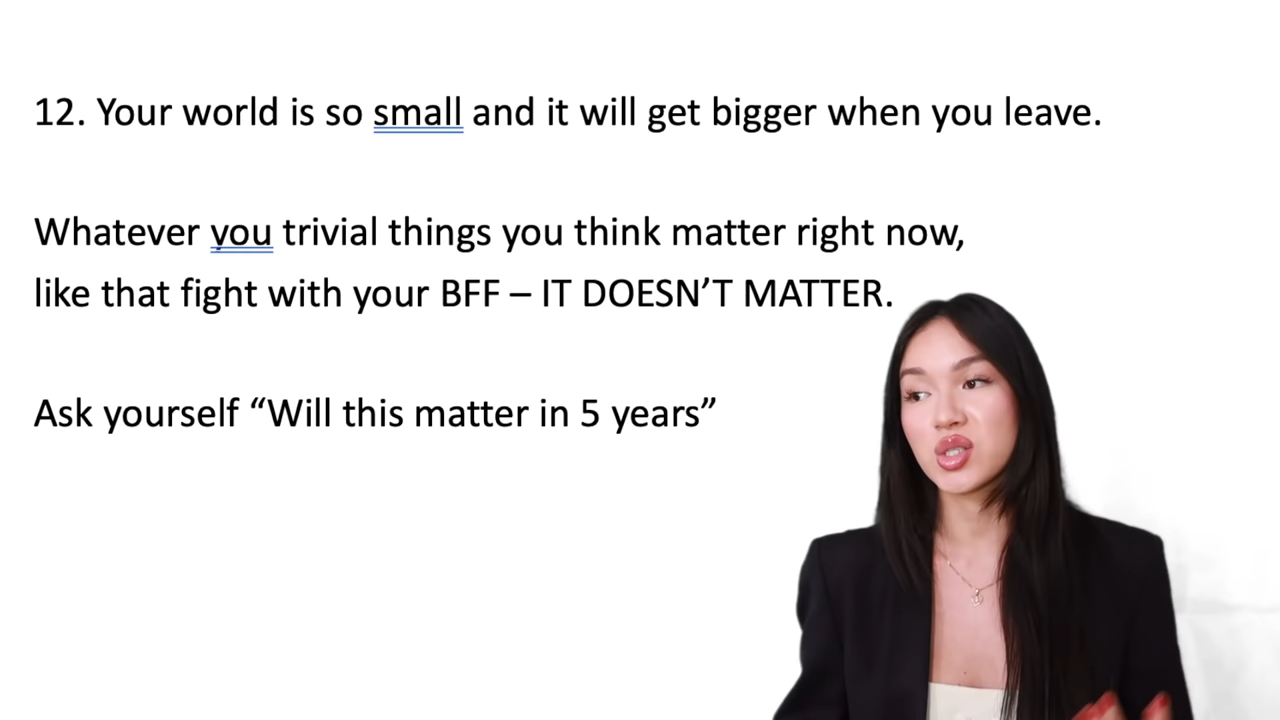 12. Your world is so small and it will get bigger when you leave.
Whatever you trivial things you think matter right now,
like that fight with your BFF – IT DOESN’T MATTER.
Ask yourself “Will this matter in 5 years”